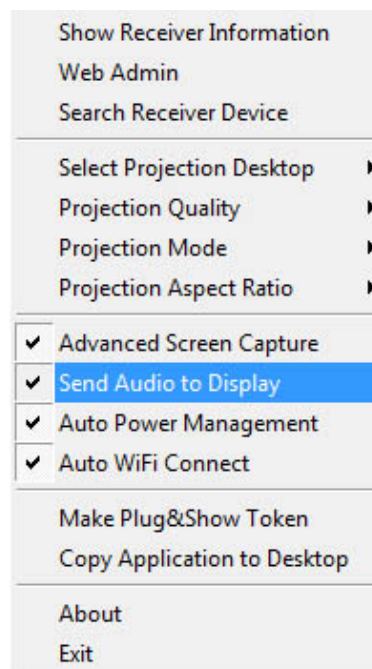 Show Receiver Information
Web Admin
Search Receiver Device
Select Projection Desktop
Projection Quality
Projection Mode
Projection Aspect Ratio
Advanced Screen Capture
Send Audio to Display
Auto Power Management
Auto WiFi Connect
Make Plug&Show Token
Copy Application to Desktop
About
Exit